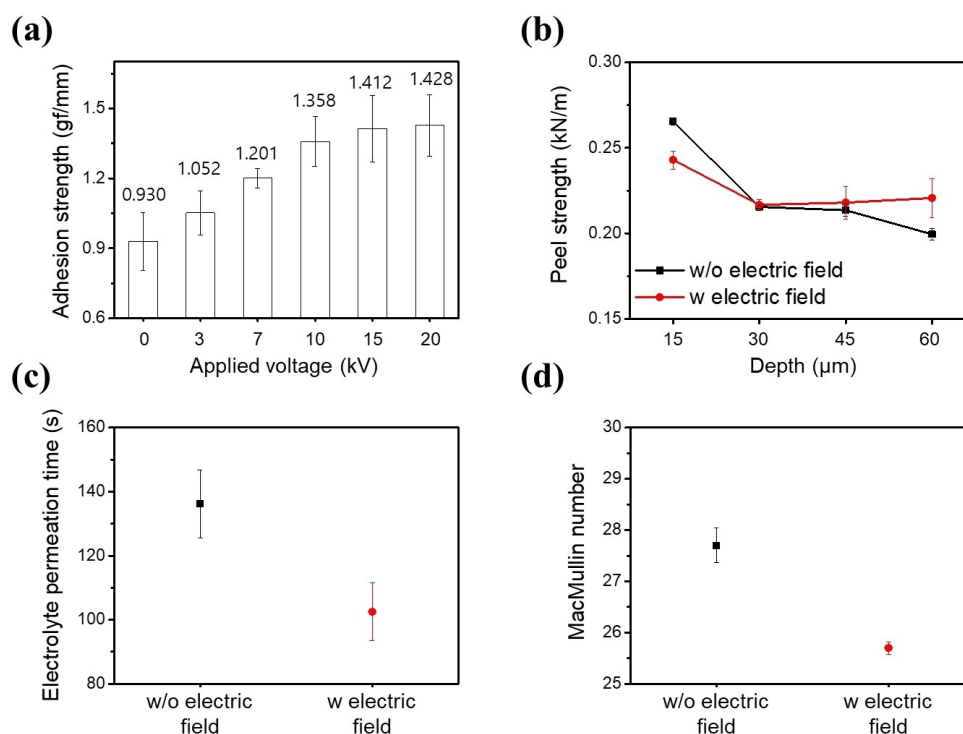 (a)
Adhesion strength (gf/mm)
1.5
1.2
0.9
0.6
0.930
1.052
1.201
1.358
1.412
1.428
0 3 7 10 15 20
Applied voltage (kV)
(b)
Peel strength (kN/m)
0.30
0.25
0.20
0.15
w/o electric field
w electric field
15 30 45 60
Depth (µm)
(c)
Electrolyte permeation time (s)
160
140
120
100
80
w/o electric
field
w electric
field
(d)
MacMullin number
30
29
28
27
26
25
w/o electric
field
w electric
field